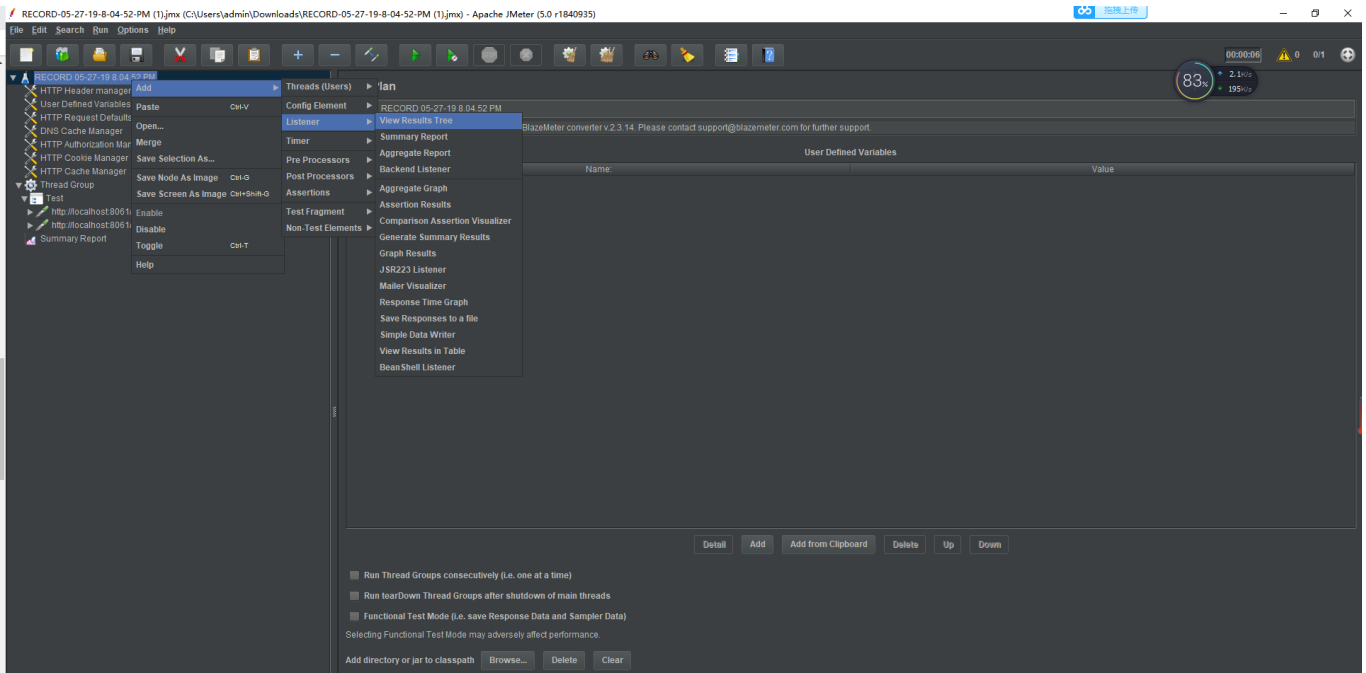 RECORD-05-27-19-8-04-52-PM (1).jmx (C:\Users\admin\Downloads\RECORD-05-27-19-8-04-52-PM (1).jmx) - Apache JMeter (5.0 r1840935)
拖拽上传
File Edit Search Run Options Help
00:00:06 0 0/1
83% 2.1K/s
195K/s
RECORD 05-27-19 8.04.52 PM
HTTP Header manager
User Defined Variables
HTTP Request Defaults
DNS Cache Manager
HTTP Authorization Mar
HTTP Cookie Manager
HTTP Cache Manager
Thread Group
Test
http://localhost:8061/
http://localhost:8061/
Summary Report
Add
Paste Ctrl-V
Open...
Merge
Save Selection As...
Save Node As Image Ctrl-G
Save Screen As Image Ctrl+Shift-G
Enable
Disable
Toggle Ctrl-T
Help
Threads (Users)
Config Element
Listener
Timer
Pre Processors
Post Processors
Assertions
Test Fragment
Non-Test Elements
View Results Tree
Summary Report
Aggregate Report
Backend Listener
Aggregate Graph
Assertion Results
Comparison Assertion Visualizer
Generate Summary Results
Graph Results
JSR223 Listener
Mailer Visualizer
Response Time Graph
Save Responses to a file
Simple Data Writer
View Results in Table
BeanShell Listener
lan
RECORD 05-27-19 8.04.52 PM
BlazeMeter converter v.2.3.14. Please contact support@blazemeter.com for further support.
User Defined Variables
Name: Value
Detail Add Add from Clipboard Delete Up Down
Run Thread Groups consecutively (i.e. one at a time)
Run tearDown Thread Groups after shutdown of main threads
Functional Test Mode (i.e. save Response Data and Sampler Data)
Selecting Functional Test Mode may adversely affect performance.
Add directory or jar to classpath Browse... Delete Clear